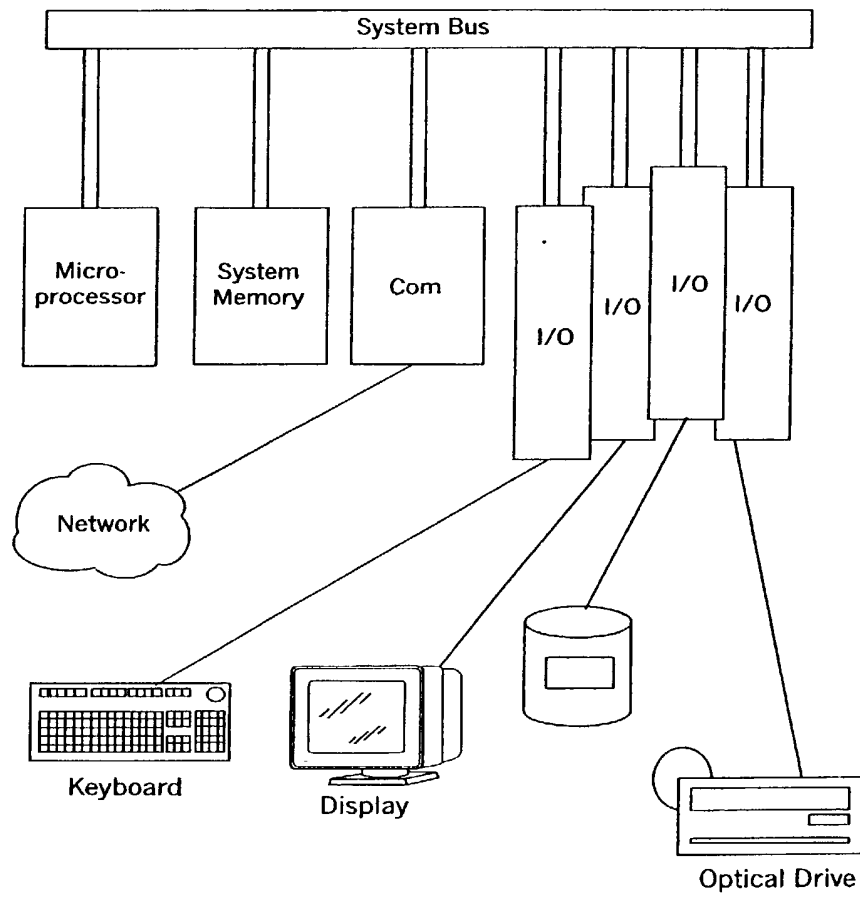 System Bus
Micro-
processor
System
Memory
Com
I/O
I/O
I/O
I/O
Network
Keyboard
Display
Optical Drive